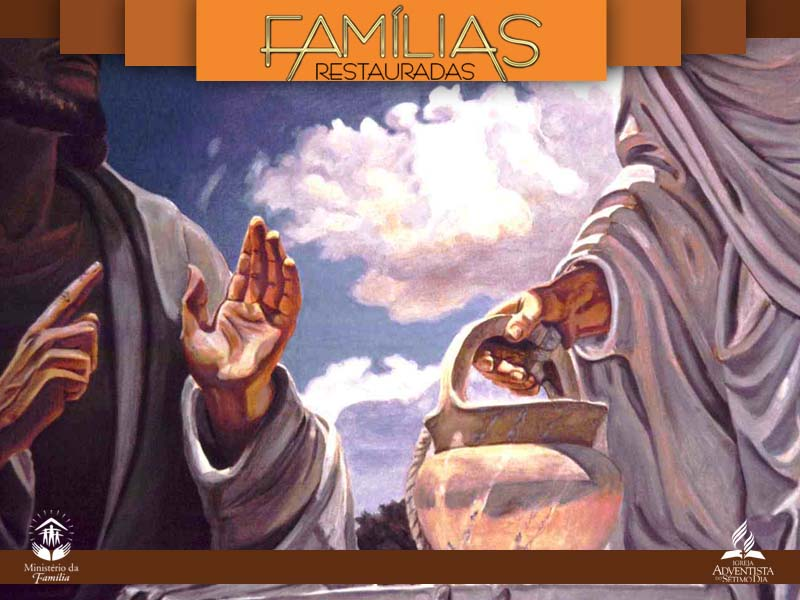 FAMÍLIAS
RESTAURADAS
Ministério da
Família
IGREJA
ADVENTISTA
DO SÉTIMO DIA